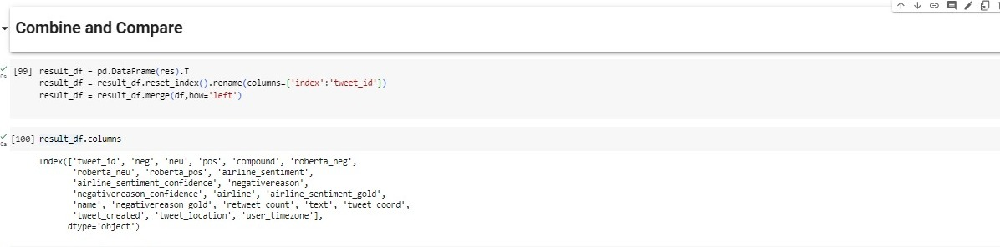 Combine and Compare
[99] result_df = pd.DataFrame(res).T
result_df = result_df.reset_index().rename(columns={'index':'tweet_id'})
result_df = result_df.merge(df,how='left')
0s
[100] result_df.columns
0s
Index(['tweet_id', 'neg', 'neu', 'pos', 'compound', 'roberta_neg',
'roberta_neu', 'roberta_pos', 'airline_sentiment',
'airline_sentiment_confidence', 'negativereason',
'negativereason_confidence', 'airline', 'airline_sentiment_gold',
'name', 'negativereason_gold', 'retweet_count', 'text', 'tweet_coord',
'tweet_created', 'tweet_location', 'user_timezone'],
dtype='object')